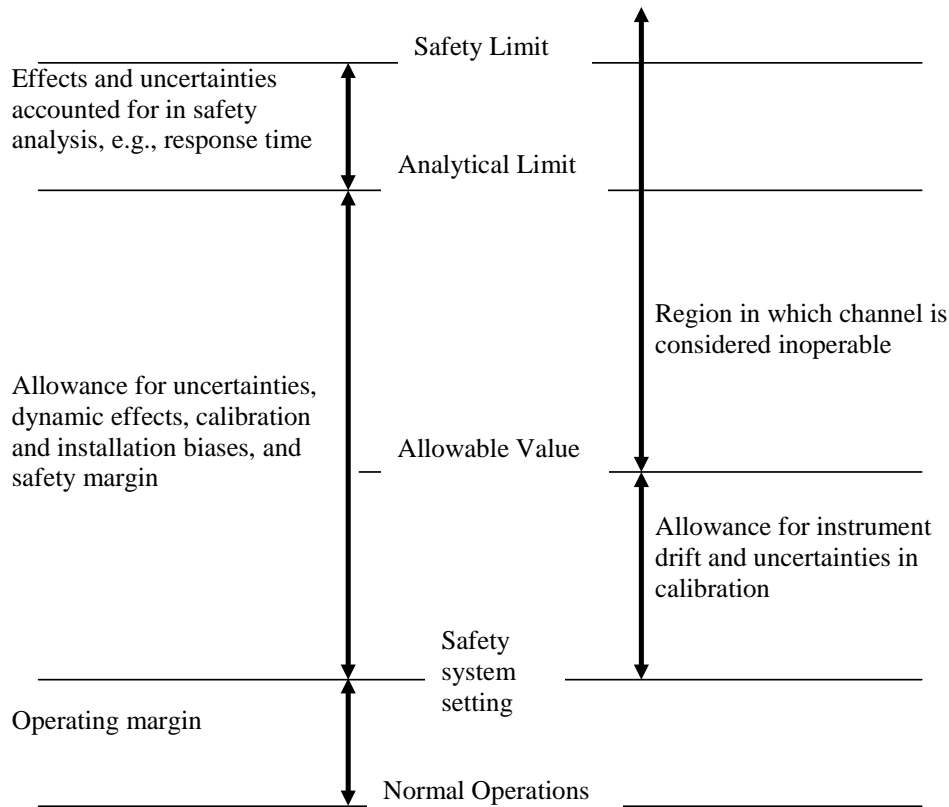 Safety Limit
Effects and uncertainties
accounted for in safety
analysis, e.g., response time
Analytical Limit
Region in which channel is
considered inoperable
Allowance for uncertainties,
dynamic effects, calibration
and installation biases, and
safety margin
Allowable Value
Allowance for instrument
drift and uncertainties in
calibration
Safety
system
setting
Operating margin
Normal Operations